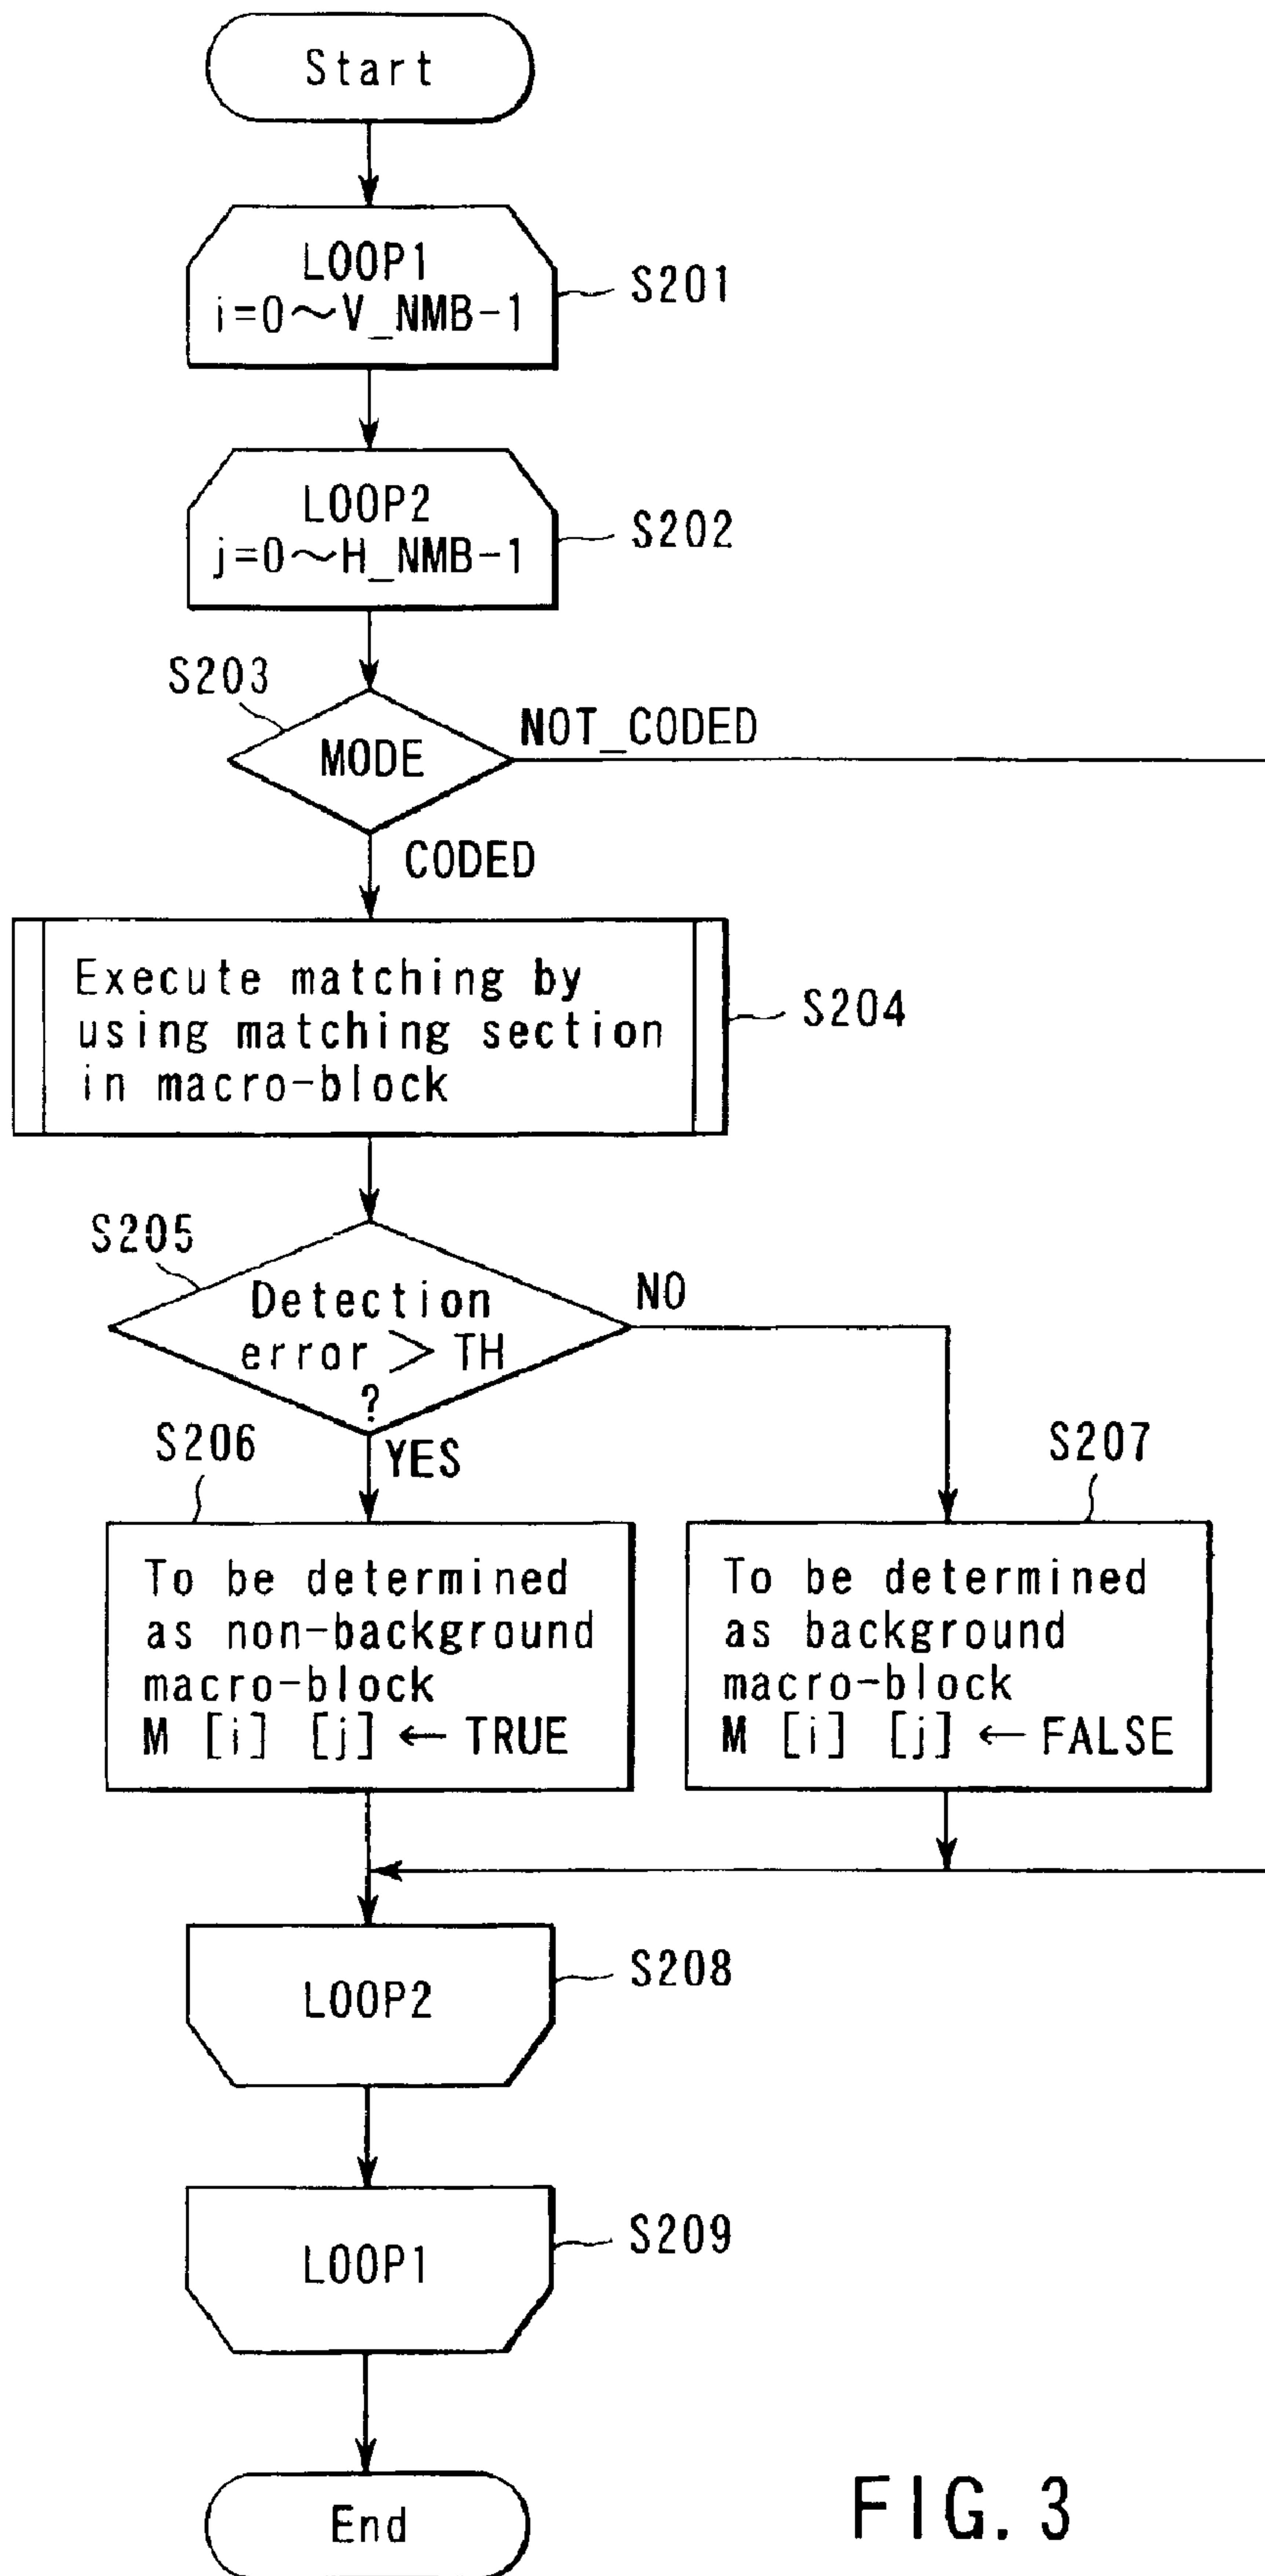 Start
LOOP1
i=0～V_NMB-1
S201
LOOP2
j=0～H_NMB-1
S202
S203
MODE
NOT_CODED
CODED
Execute matching by
using matching section
in macro-block
S204
S205
Detection
error > TH
?
NO
YES
S206
S207
To be determined
as non-background
macro-block
M [i] [j] ← TRUE
To be determined
as background
macro-block
M [i] [j] ← FALSE
LOOP2
S208
LOOP1
S209
End
FIG. 3